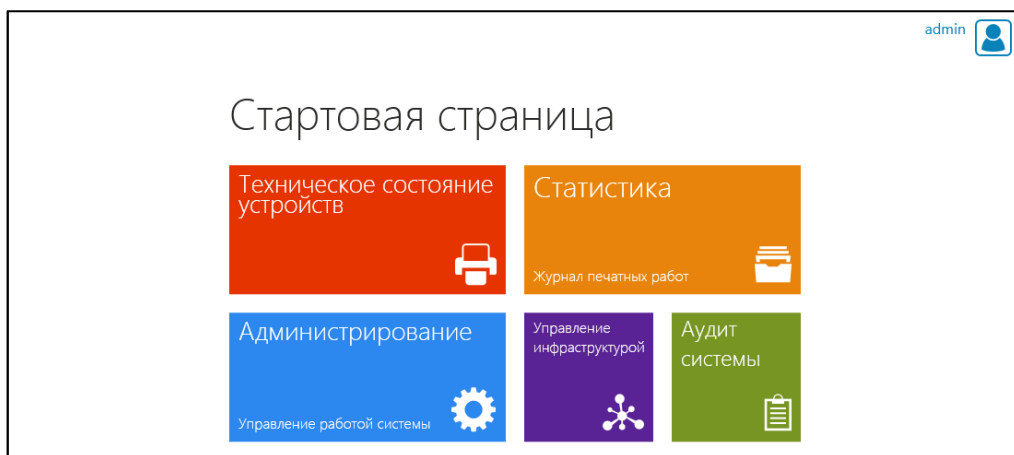 admin
Стартовая страница
Техническое состояние
устройств
Статистика
Журнал печатных работ
Администрирование
Управление работой системы
Управление
инфраструктурой
Аудит
системы